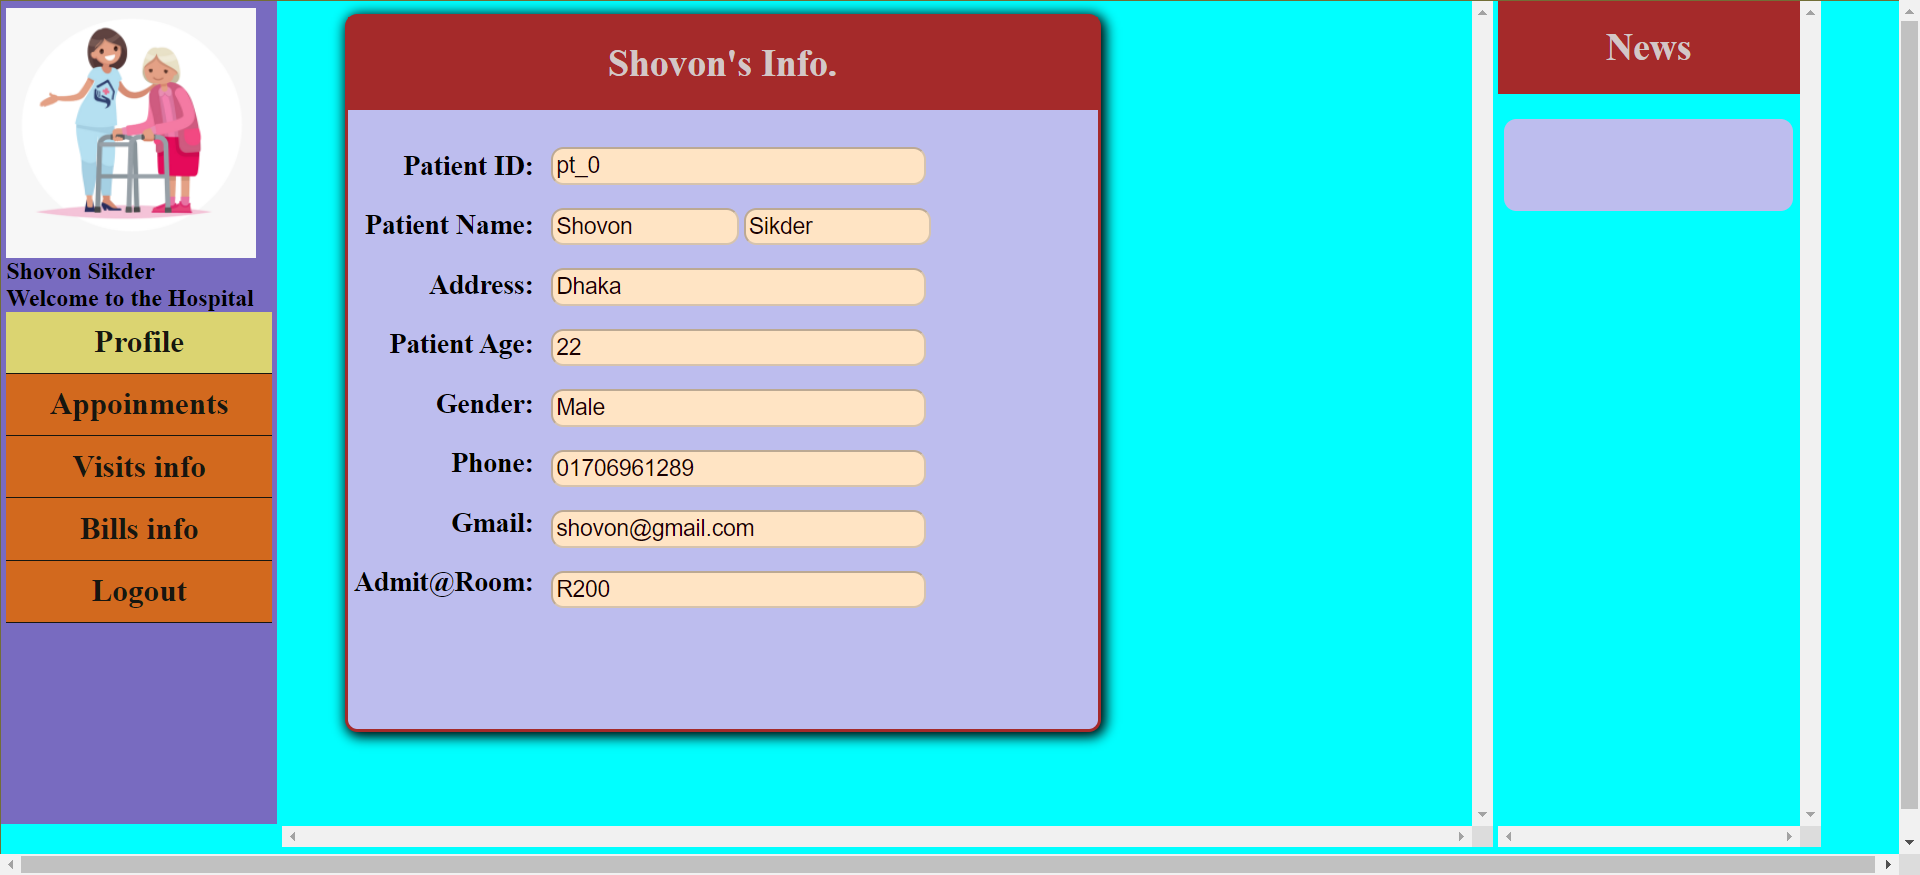 Shovon Sikder
Welcome to the Hospital
Profile
Appoinments
Visits info
Bills info
Logout
Shovon's Info.
Patient ID: pt_0
Patient Name: Shovon Sikder
Address: Dhaka
Patient Age: 22
Gender: Male
Phone: 01706961289
Gmail: shovon@gmail.com
Admit@Room: R200
News